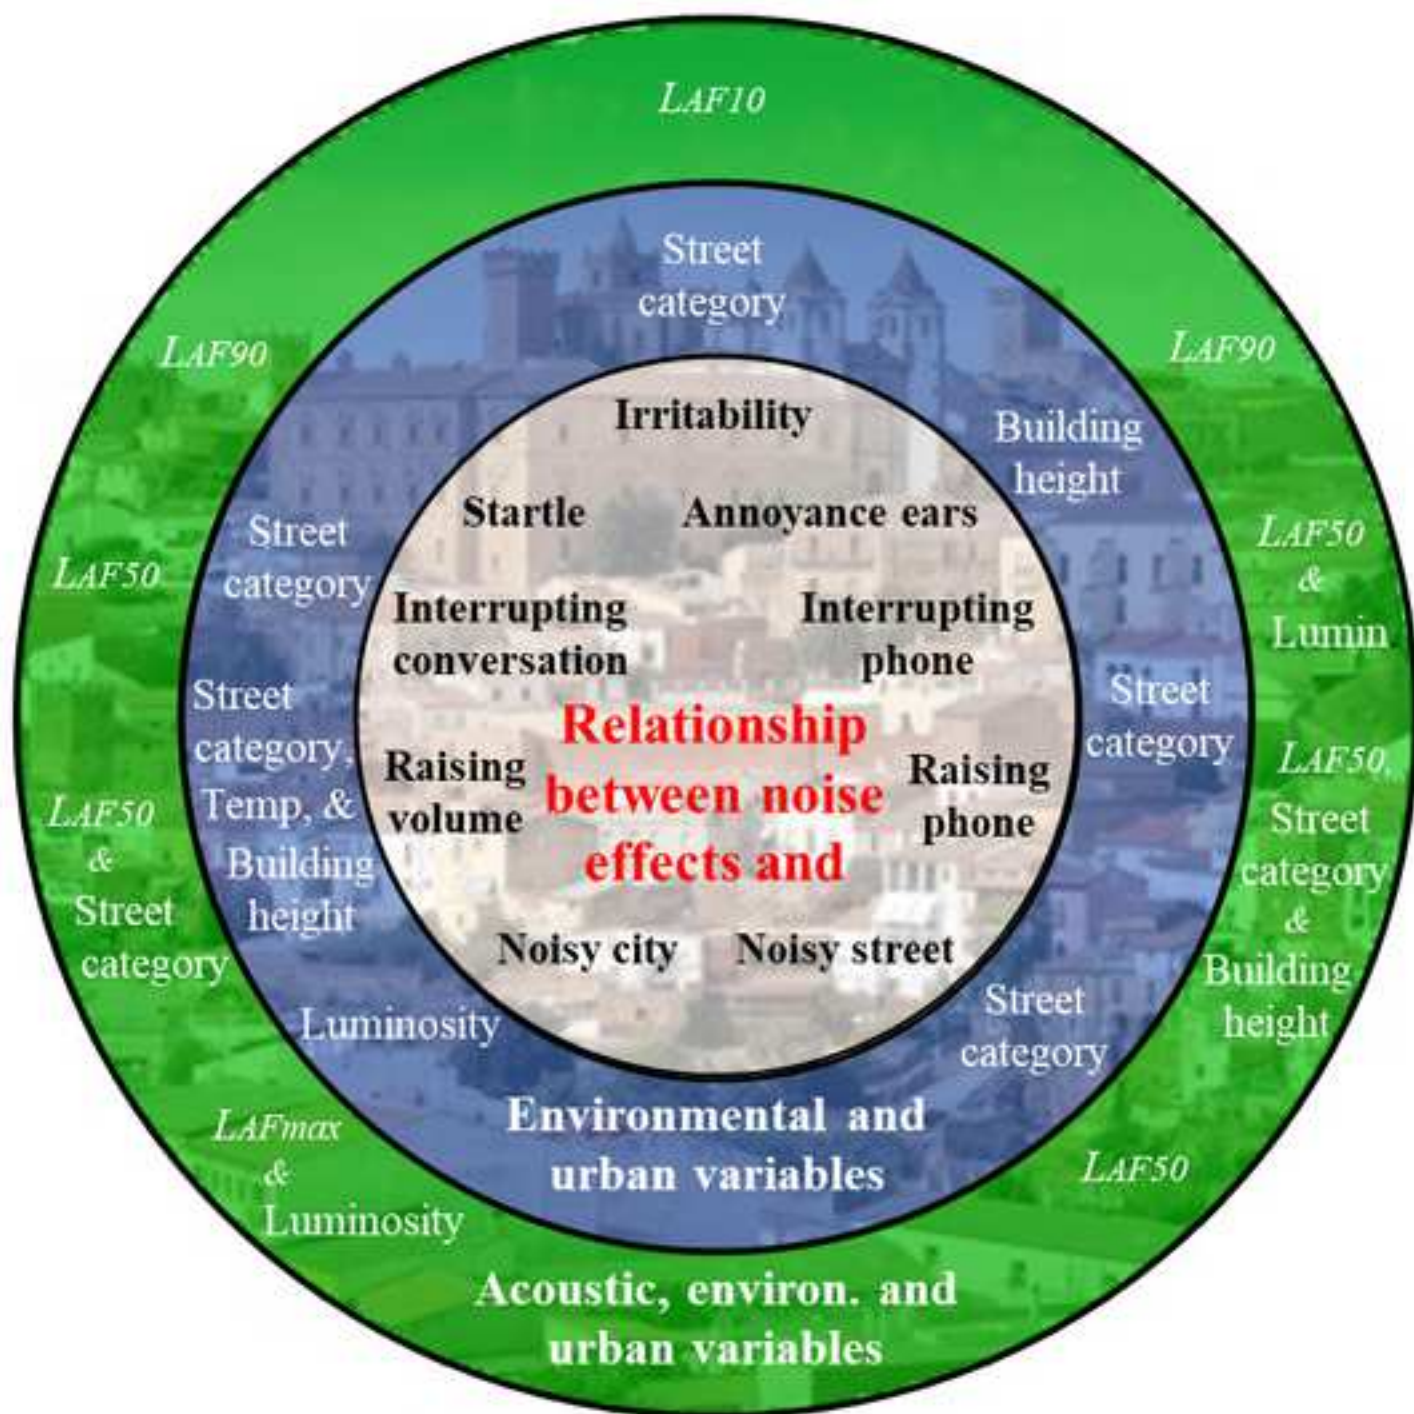 LAF10
Street
category
LAF90
LAF90
Irritability
Building
height
Startle
Annoyance ears
Street
category
LAF50
LAF50
&
Lumin
Interrupting
conversation
Interrupting
phone
Street
category,
Temp, &
Building
height
Relationship
between noise
effects and
Street
category
Raising
volume
Raising
phone
LAF50
&
Street
category
LAF50,
Street
category
&
Building
height
Noisy city
Noisy street
Luminosity
Street
category
LAFmax
&
Luminosity
Environmental and
urban variables
LAF50
Acoustic, environ. and
urban variables